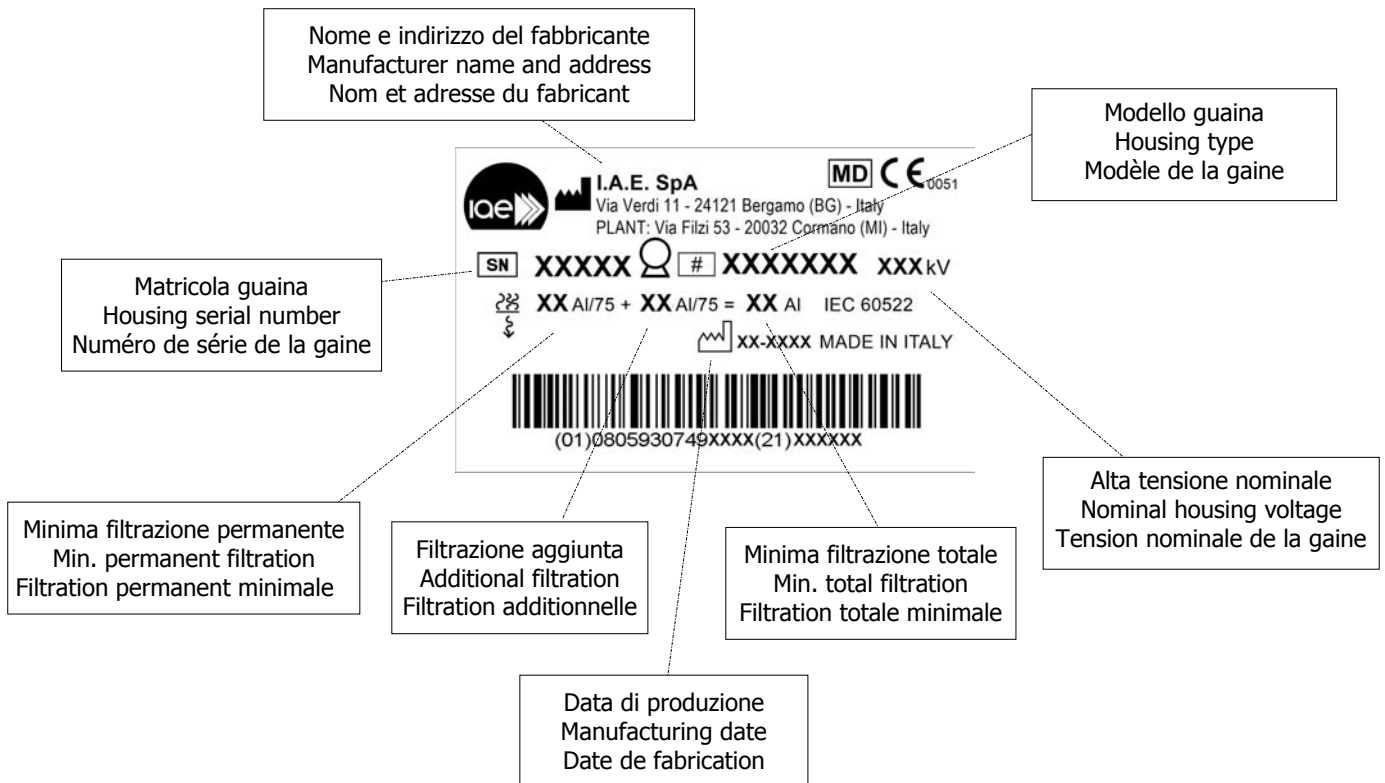 Nome e indirizzo del fabbricante
Manufacturer name and address
Nom et adresse du fabricant
Modello guaina
Housing type
Modèle de la gaine
iae
I.A.E. SpA
MD CE 0051
Via Verdi 11 - 24121 Bergamo (BG) - Italy
PLANT: Via Filzi 53 - 20032 Cormano (MI) - Italy
SN XXXXX # XXXXXXX XXX kV
XX Al/75 + XX Al/75 = XX Al IEC 60522
XX-XXXX MADE IN ITALY
(01)0805930749XXXX(21)XXXXXX
Matricola guaina
Housing serial number
Numéro de série de la gaine
Minima filtrazione permanente
Min. permanent filtration
Filtration permanent minimale
Filtrazione aggiunta
Additional filtration
Filtration additionnelle
Minima filtrazione totale
Min. total filtration
Filtration totale minimale
Alta tensione nominale
Nominal housing voltage
Tension nominale de la gaine
Data di produzione
Manufacturing date
Date de fabrication